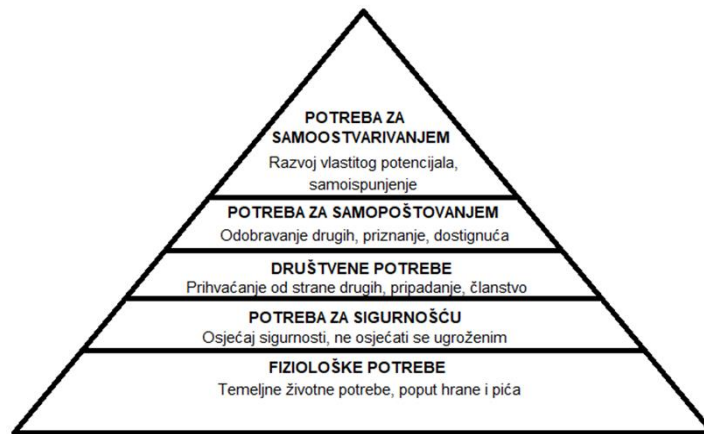 POTREBA ZA
SAMOOSTVARIVANJEM
Razvoj vlastitog potencijala,
samoispunjenje
POTREBA ZA SAMOPOŠTOVANJEM
Odobravanje drugih, priznanje, dostignuća
DRUŠTVENE POTREBE
Prihvaćanje od strane drugih, pripadanje, članstvo
POTREBA ZA SIGURNOŠĆU
Osjećaj sigurnosti, ne osjećati se ugroženim
FIZIOLOŠKE POTREBE
Temeljne životne potrebe, poput hrane i pića